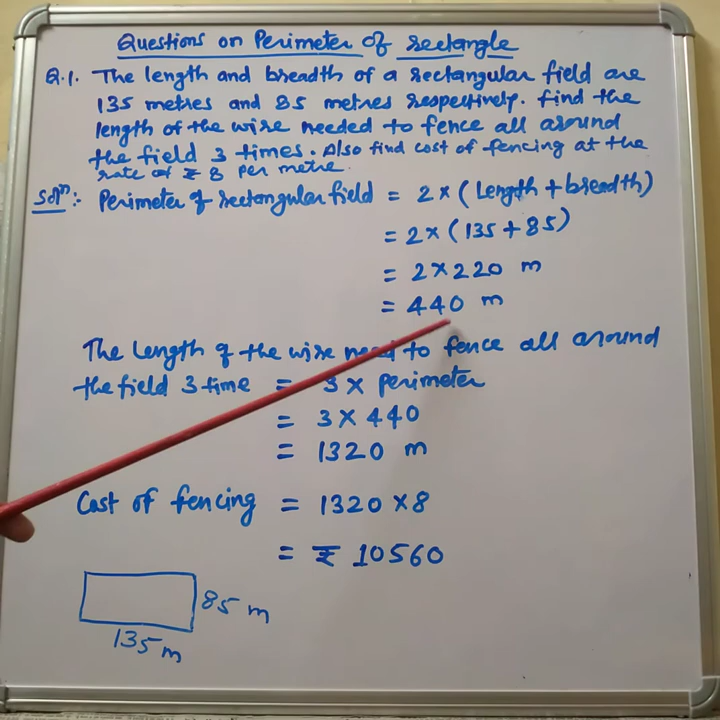 Questions on Perimeter of rectangle
Q.1. The length and breadth of a rectangular field are
135 metres and 85 metres respectively. find the
length of the wire needed to fence all around
the field 3 times. Also find cost of fencing at the
rate of ₹ 8 per metre.
Solⁿ:- Perimeter of rectangular field = 2 × (Length + breadth)
= 2 × (135 + 85)
= 2 × 220 m
= 440 m
The Length of the wire need to fence all around
the field 3 time = 3 × perimeter
= 3 × 440
= 1320 m
Cost of fencing = 1320 × 8
= ₹ 10560
85 m
135 m